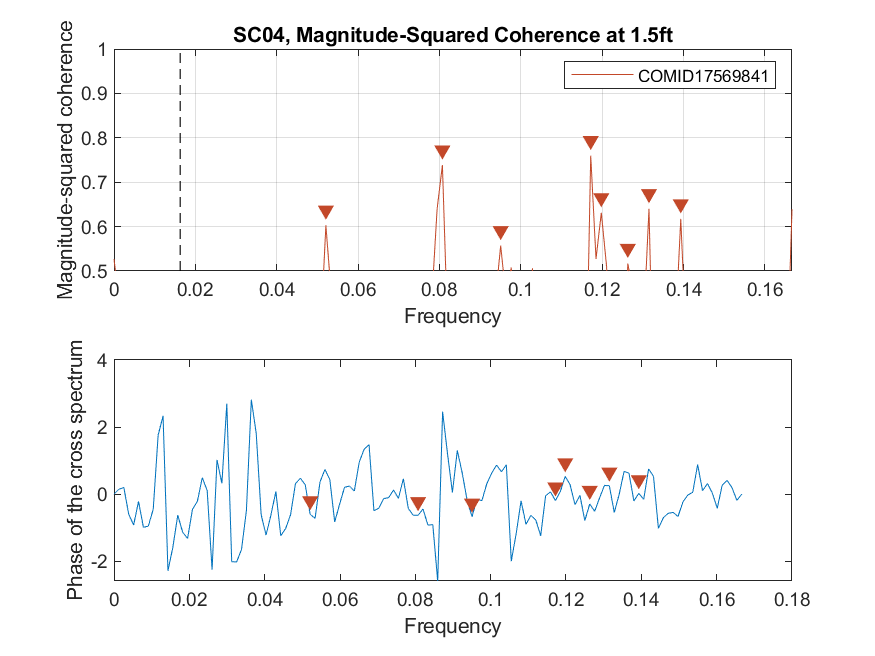 SC04, Magnitude-Squared Coherence at 1.5ft
Magnitude-squared coherence
1
0.9
0.8
0.7
0.6
0.5
COMID17569841
0 0.02 0.04 0.06 0.08 0.1 0.12 0.14 0.16
Frequency
Phase of the cross spectrum
4
2
0
-2
0 0.02 0.04 0.06 0.08 0.1 0.12 0.14 0.16 0.18
Frequency